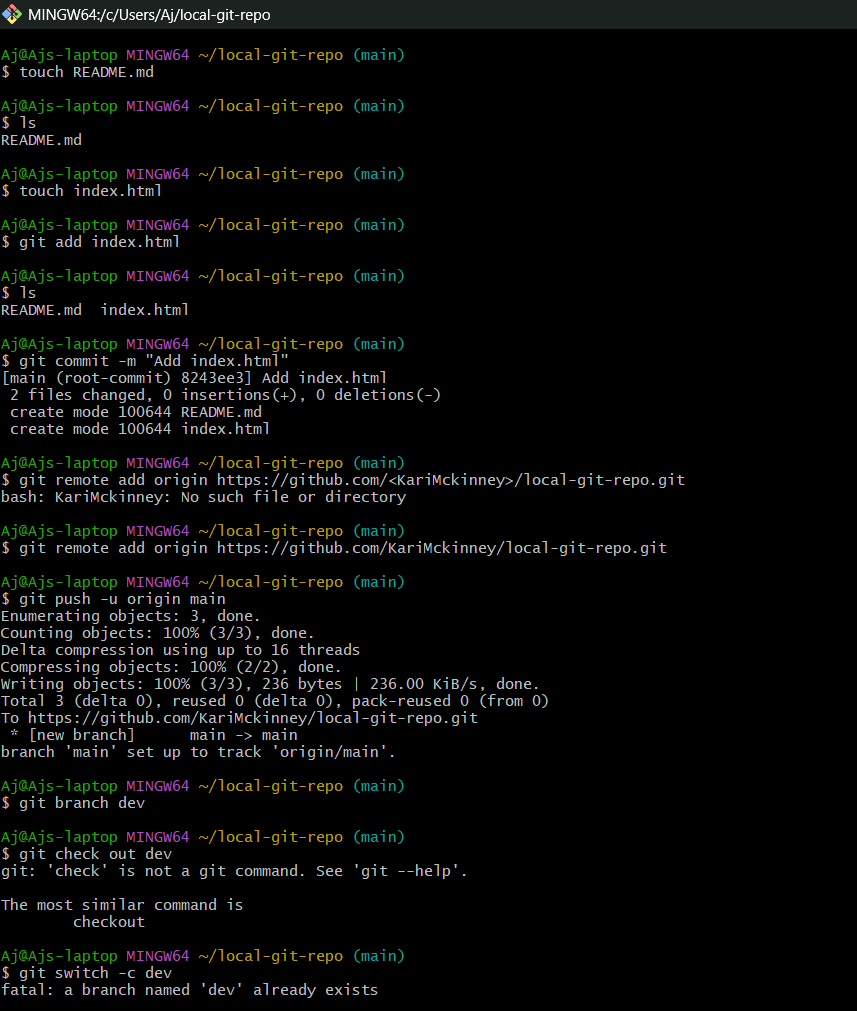 MINGW64:/c/Users/Aj/local-git-repo
Aj@Ajs-laptop MINGW64 ~/local-git-repo (main)
$ touch README.md
Aj@Ajs-laptop MINGW64 ~/local-git-repo (main)
$ ls
README.md
Aj@Ajs-laptop MINGW64 ~/local-git-repo (main)
$ touch index.html
Aj@Ajs-laptop MINGW64 ~/local-git-repo (main)
$ git add index.html
Aj@Ajs-laptop MINGW64 ~/local-git-repo (main)
$ ls
README.md  index.html
Aj@Ajs-laptop MINGW64 ~/local-git-repo (main)
$ git commit -m "Add index.html"
[main (root-commit) 8243ee3] Add index.html
 2 files changed, 0 insertions(+), 0 deletions(-)
 create mode 100644 README.md
 create mode 100644 index.html
Aj@Ajs-laptop MINGW64 ~/local-git-repo (main)
$ git remote add origin https://github.com/<KariMckinney>/local-git-repo.git
bash: KariMckinney: No such file or directory
Aj@Ajs-laptop MINGW64 ~/local-git-repo (main)
$ git remote add origin https://github.com/KariMckinney/local-git-repo.git
Aj@Ajs-laptop MINGW64 ~/local-git-repo (main)
$ git push -u origin main
Enumerating objects: 3, done.
Counting objects: 100% (3/3), done.
Delta compression using up to 16 threads
Compressing objects: 100% (2/2), done.
Writing objects: 100% (3/3), 236 bytes | 236.00 KiB/s, done.
Total 3 (delta 0), reused 0 (delta 0), pack-reused 0 (from 0)
To https://github.com/KariMckinney/local-git-repo.git
 * [new branch]      main -> main
branch 'main' set up to track 'origin/main'.
Aj@Ajs-laptop MINGW64 ~/local-git-repo (main)
$ git branch dev
Aj@Ajs-laptop MINGW64 ~/local-git-repo (main)
$ git check out dev
git: 'check' is not a git command. See 'git --help'.
The most similar command is
        checkout
Aj@Ajs-laptop MINGW64 ~/local-git-repo (main)
$ git switch -c dev
fatal: a branch named 'dev' already exists